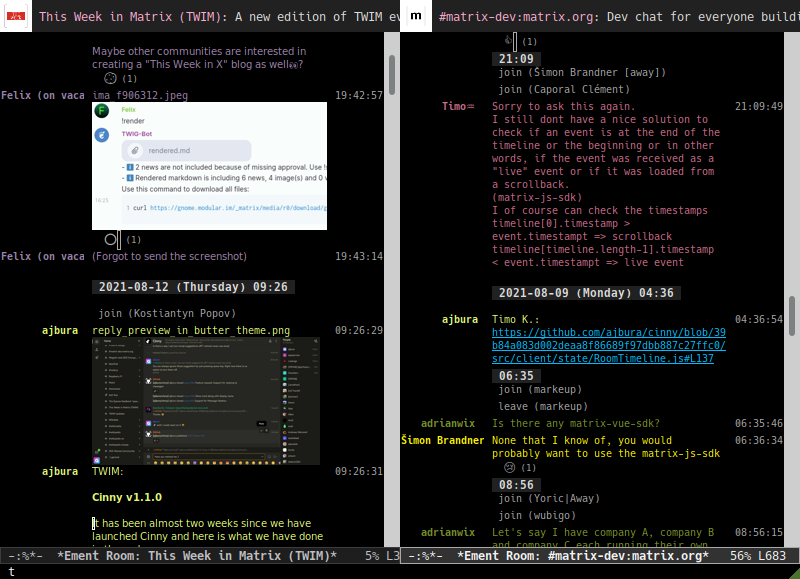 This Week in Matrix (TWIM): A new edition of TWIM ev
Maybe other communities are interested in
creating a "This Week in X" blog as well👀?
(1)
Felix (on vaca ima_f906312.jpeg 19:42:57
Felix
!render
TWIG-Bot
rendered.md
- ℹ 2 news are not included because of missing approval. Use !s
- ℹ Rendered markdown is including 6 news, 4 image(s) and 0 v
Use this command to download all files:
1 curl https://gnome.modular.im/_matrix/media/r0/download/g
(1)
Felix (on vaca (Forgot to send the screenshot) 19:43:14
2021-08-12 (Thursday) 09:26
join (Kostiantyn Popov)
ajbura reply_preview_in_butter_theme.png 09:26:29
Cinny
ajbura TWIM: 09:26:31
Cinny v1.1.0
It has been almost two weeks since we have
launched Cinny and here is what we have done
-:%*- *Ement Room: This Week in Matrix (TWIM)* 5% L3
t
m
#matrix-dev:matrix.org: Dev chat for everyone buildi
👍 (1)
21:09
join (Šimon Brandner [away])
join (Caporal Clément)
Timo Sorry to ask this again. 21:09:49
I still dont have a nice solution to
check if an event is at the end of the
timeline or the beginning or in other
words, if the event was received as a
"live" event or if it was loaded from
a scrollback.
(matrix-js-sdk)
I of course can check the timestamps
timeline[0].timestamp >
event.timestampt => scrollback
timeline[timeline.length-1].timestamp
< event.timestampt => live event
2021-08-09 (Monday) 04:36
ajbura Timo K.: 04:36:54
https://github.com/ajbura/cinny/blob/39
b84a083d002deaa8f86689f97dbb887c27ffc0/
src/client/state/RoomTimeline.js#L137
06:35
join (markup)
leave (markup)
adrianwix Is there any matrix-vue-sdk? 06:35:46
Šimon Brandner None that I know of, you would 06:36:34
probably want to use the matrix-js-sdk
(1)
08:56
join (Yoric|Away)
join (wubigo)
adrianwix Let's say I have company A, company B 08:56:15
and company C each running their own
-:%*- *Ement Room: #matrix-dev:matrix.org* 56% L683